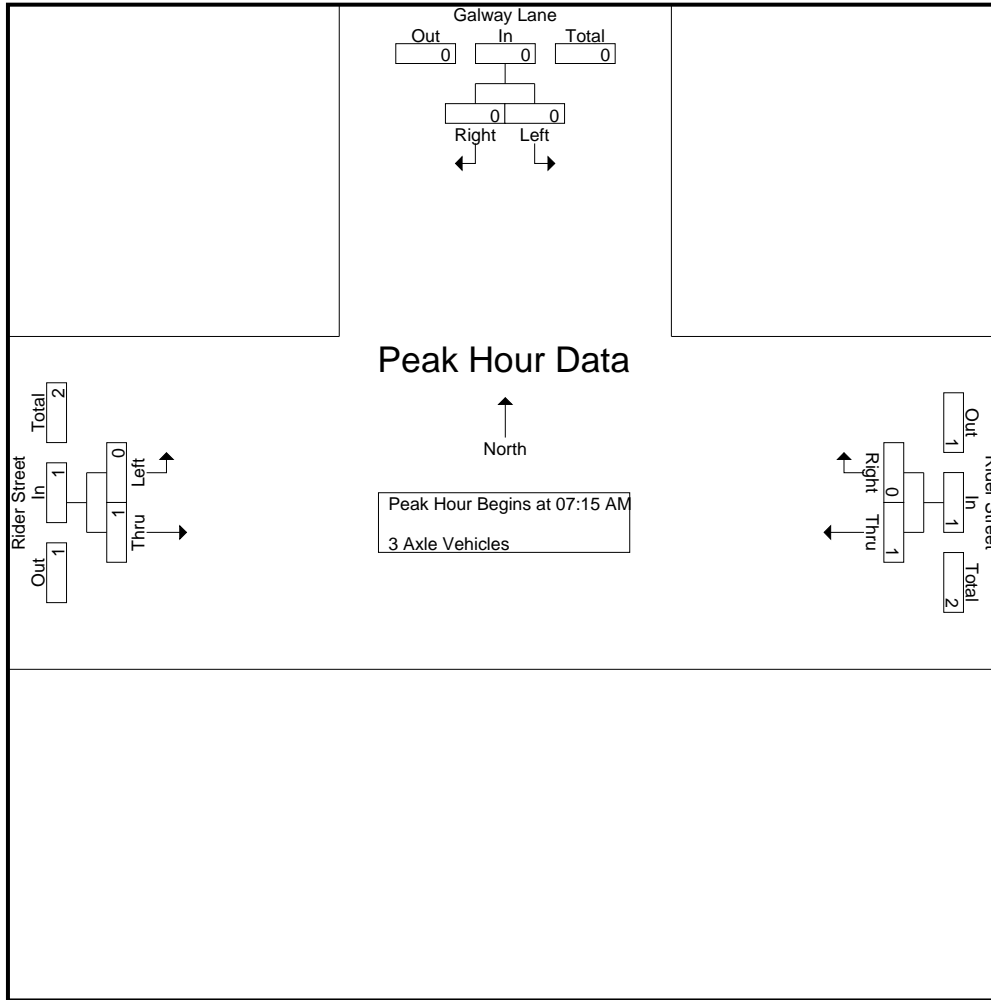 Galway Lane
Out In Total
0 0 0
0 0
Right Left
Peak Hour Data
North
Peak Hour Begins at 07:15 AM
3 Axle Vehicles
Rider Street
Total In Out
2 1 1
0 1
Left Thru
Rider Street
Out In Total
1 1 2
0 1
Right Thru